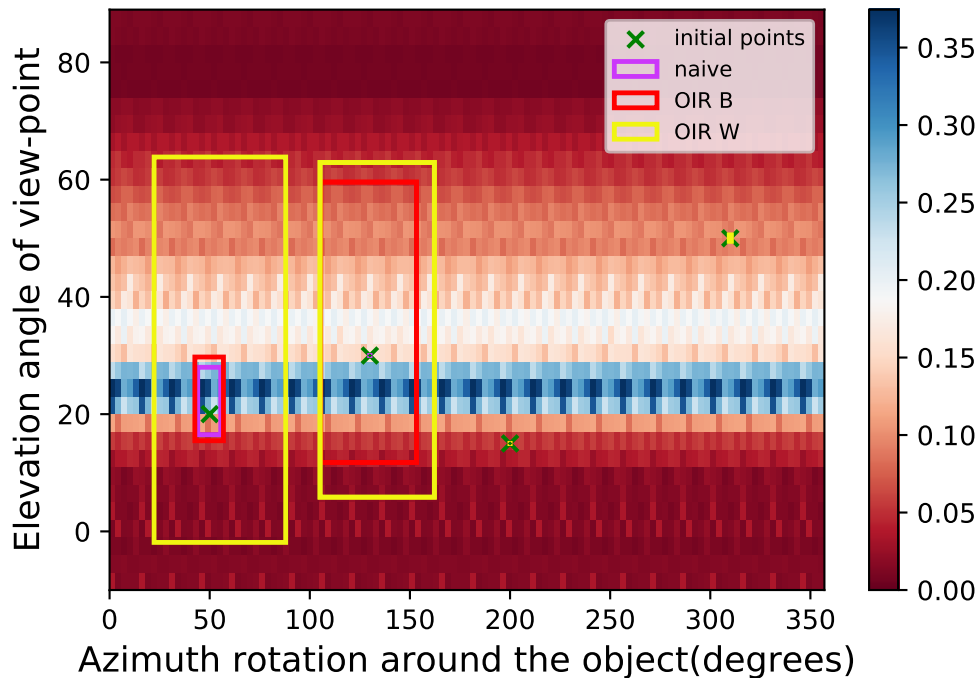 initial points
naive
OIR B
OIR W
Elevation angle of view-point
80
60
40
20
0
0 50 100 150 200 250 300 350
Azimuth rotation around the object(degrees)
0.35
0.30
0.25
0.20
0.15
0.10
0.05
0.00